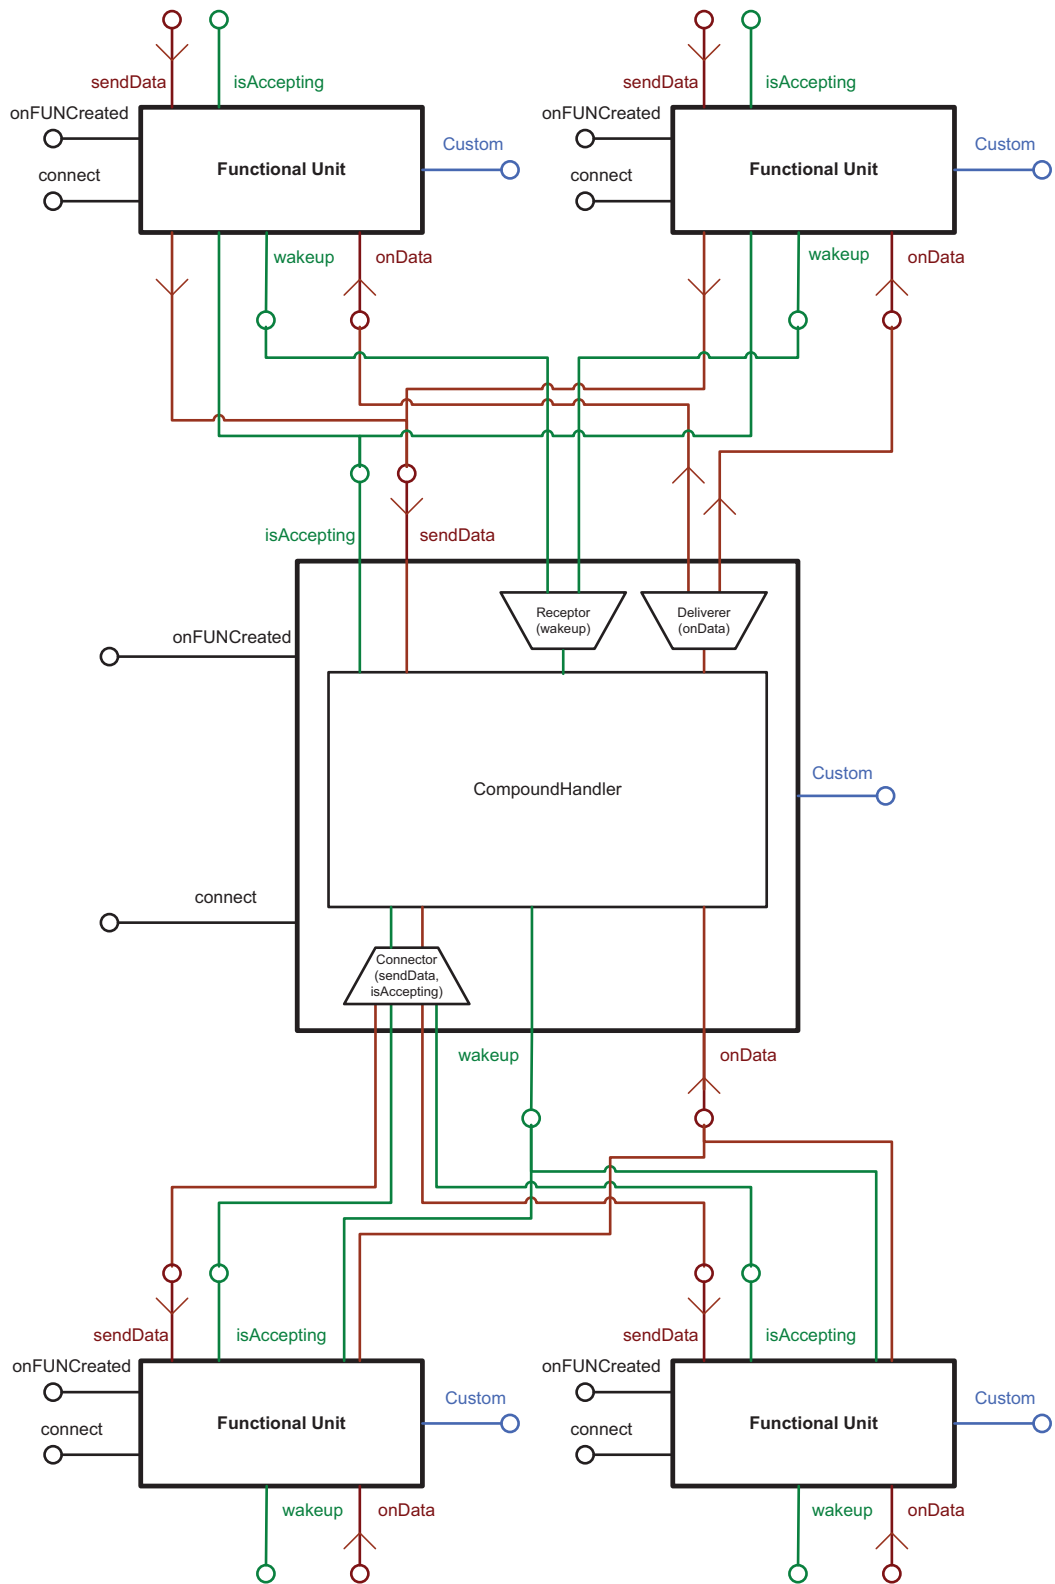 sendData
isAccepting
sendData
isAccepting
onFUNCreated
onFUNCreated
Custom
Custom
connect
Functional Unit
connect
Functional Unit
wakeup
onData
wakeup
onData
isAccepting
sendData
Receptor
(wakeup)
Deliverer
(onData)
onFUNCreated
Custom
CompoundHandler
connect
Connector
(sendData,
isAccepting)
wakeup
onData
sendData
isAccepting
sendData
isAccepting
onFUNCreated
onFUNCreated
Custom
Custom
connect
Functional Unit
connect
Functional Unit
wakeup
onData
wakeup
onData